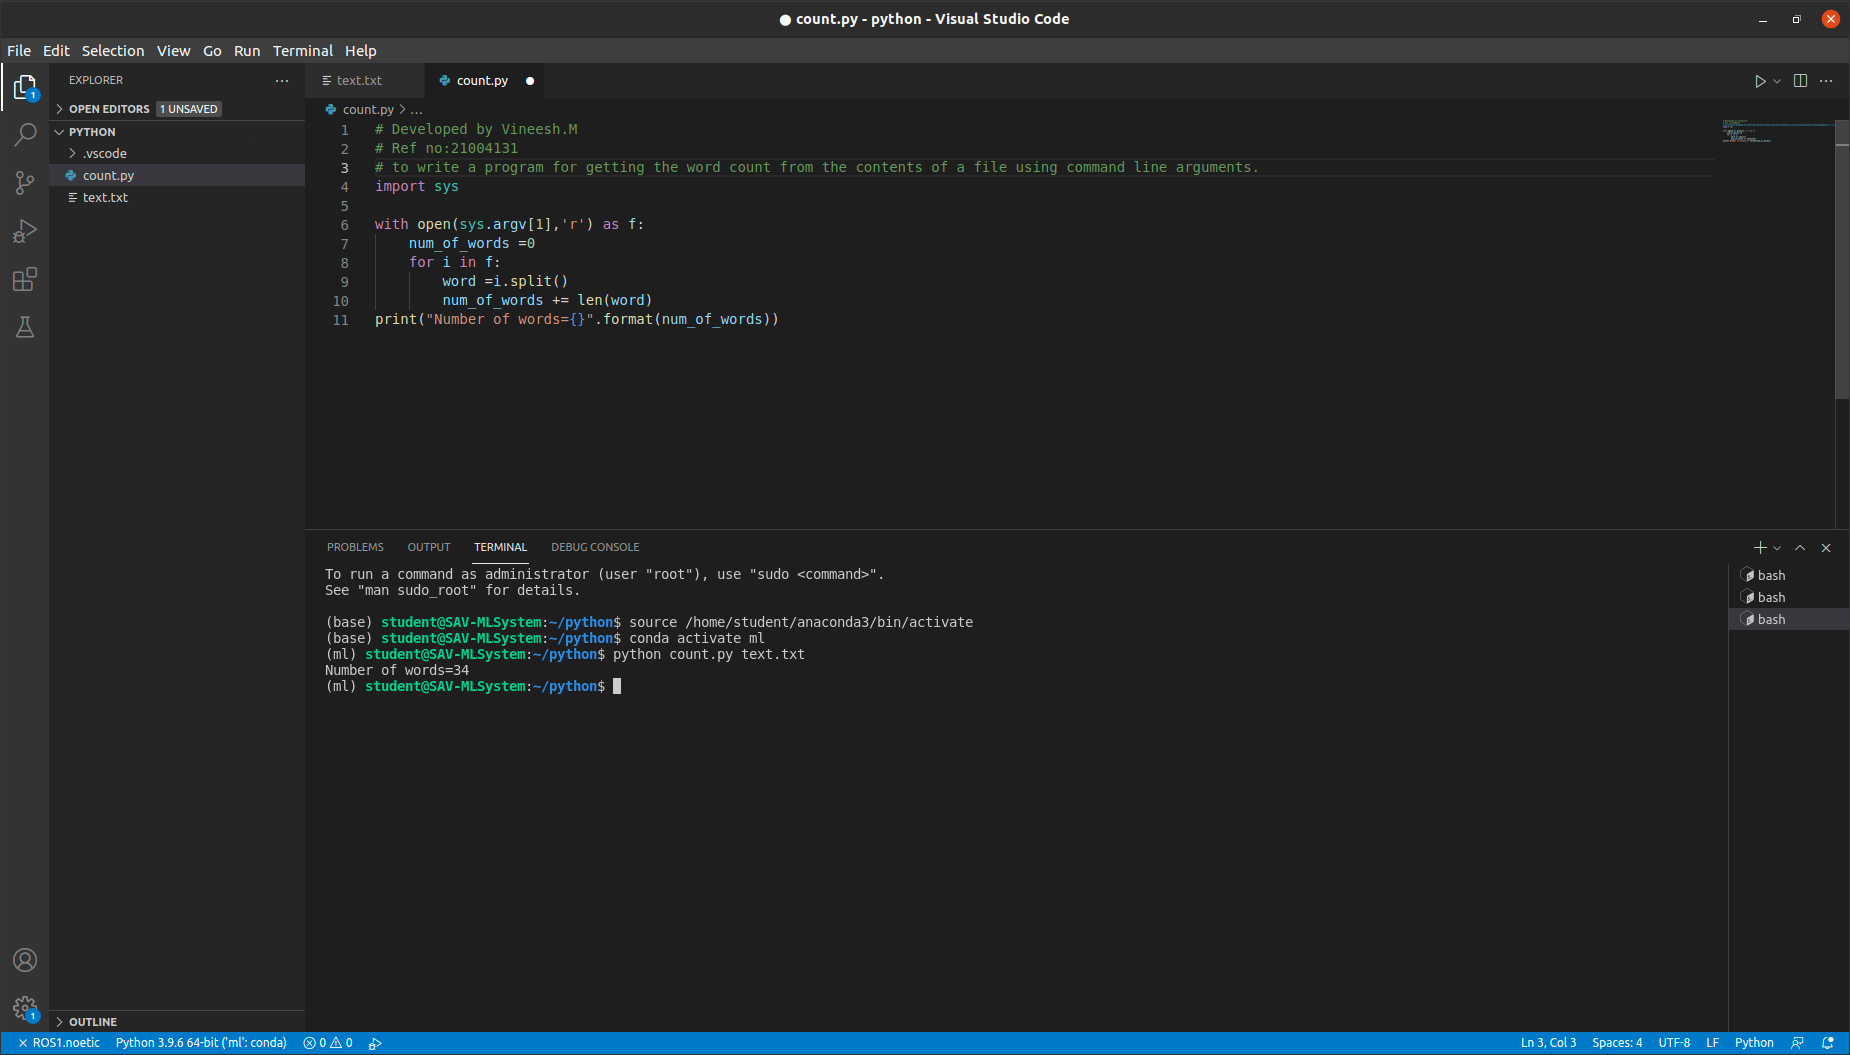 ● count.py - python - Visual Studio Code
File Edit Selection View Go Run Terminal Help
EXPLORER
OPEN EDITORS 1 UNSAVED
PYTHON
.vscode
count.py
text.txt
OUTLINE
text.txt count.py
count.py > ...
1 # Developed by Vineesh.M
2 # Ref no:21004131
3 # to write a program for getting the word count from the contents of a file using command line arguments.
4 import sys
5
6 with open(sys.argv[1],'r') as f:
7     num_of_words =0
8     for i in f:
9         word =i.split()
10         num_of_words += len(word)
11 print("Number of words={}".format(num_of_words))
PROBLEMS OUTPUT TERMINAL DEBUG CONSOLE
To run a command as administrator (user "root"), use "sudo <command>".
See "man sudo_root" for details.
(base) student@SAV-MLSystem:~/python$ source /home/student/anaconda3/bin/activate
(base) student@SAV-MLSystem:~/python$ conda activate ml
(ml) student@SAV-MLSystem:~/python$ python count.py text.txt
Number of words=34
(ml) student@SAV-MLSystem:~/python$
bash
bash
bash
1
1
ROS1.noetic Python 3.9.6 64-bit ('ml': conda) 0 0 Ln 3, Col 3 Spaces: 4 UTF-8 LF Python